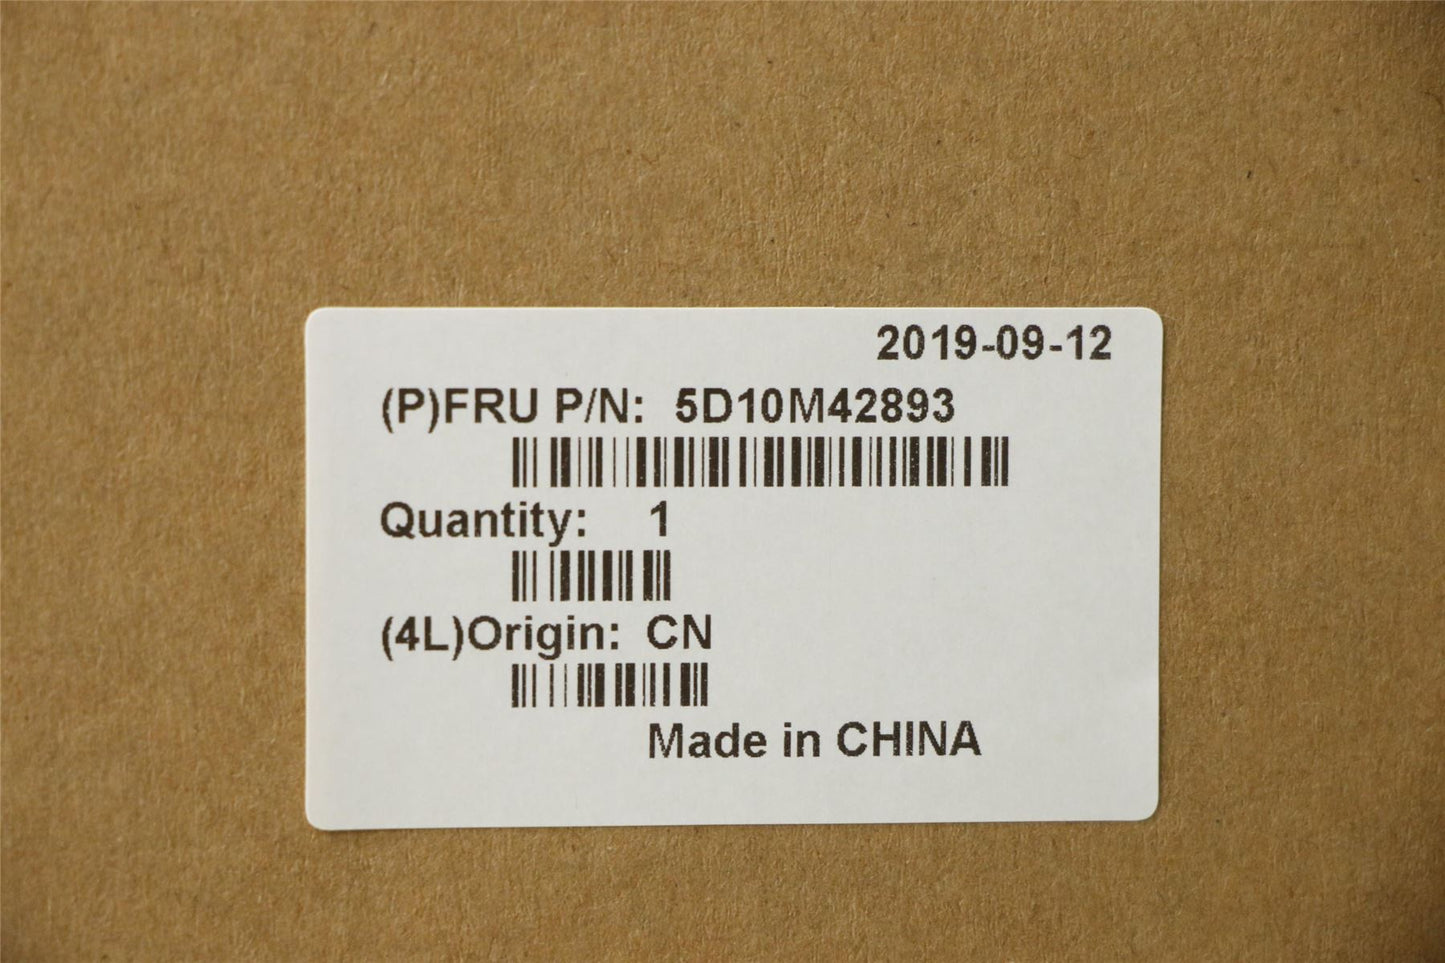 2019-09-12
(P)FRU P/N: 5D10M42893
Quantity: 1
(4L)Origin: CN
Made in CHINA